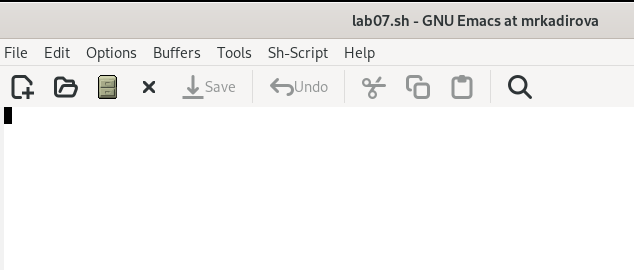 lab07.sh - GNU Emacs at mrkadirova
File Edit Options Buffers Tools Sh-Script Help
Save Undo